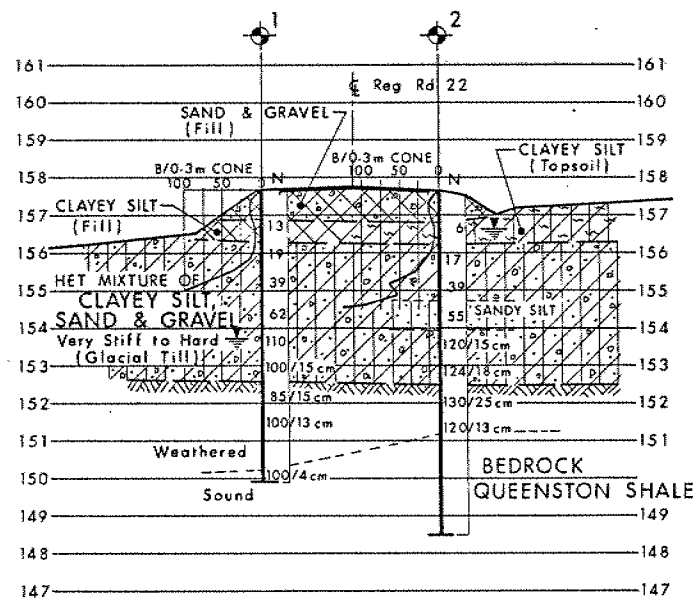 1 2
161 161
℄ Reg Rd 22
160 160
SAND & GRAVEL
(Fill)
159 159
CLAYEY SILT
(Topsoil)
B/0-3m CONE N B/0-3m CONE N
158 158
100 50 0 100 50 0
CLAYEY SILT
(Fill)
157 157
13 6
156 156
19 17
HET MIXTURE OF
CLAYEY SILT,
SAND & GRAVEL
Very Stiff to Hard
(Glacial Till)
155 155
39 39
62 55 SANDY SILT
154 154
110 120/15 cm
153 153
100/15 cm 124/18 cm
85/15 cm 130/25 cm
152 152
100/13 cm 120/13 cm
151 151
Weathered
150
100/4 cm
Sound
BEDROCK
QUEENSTON SHALE
149 149
148 148
147 147